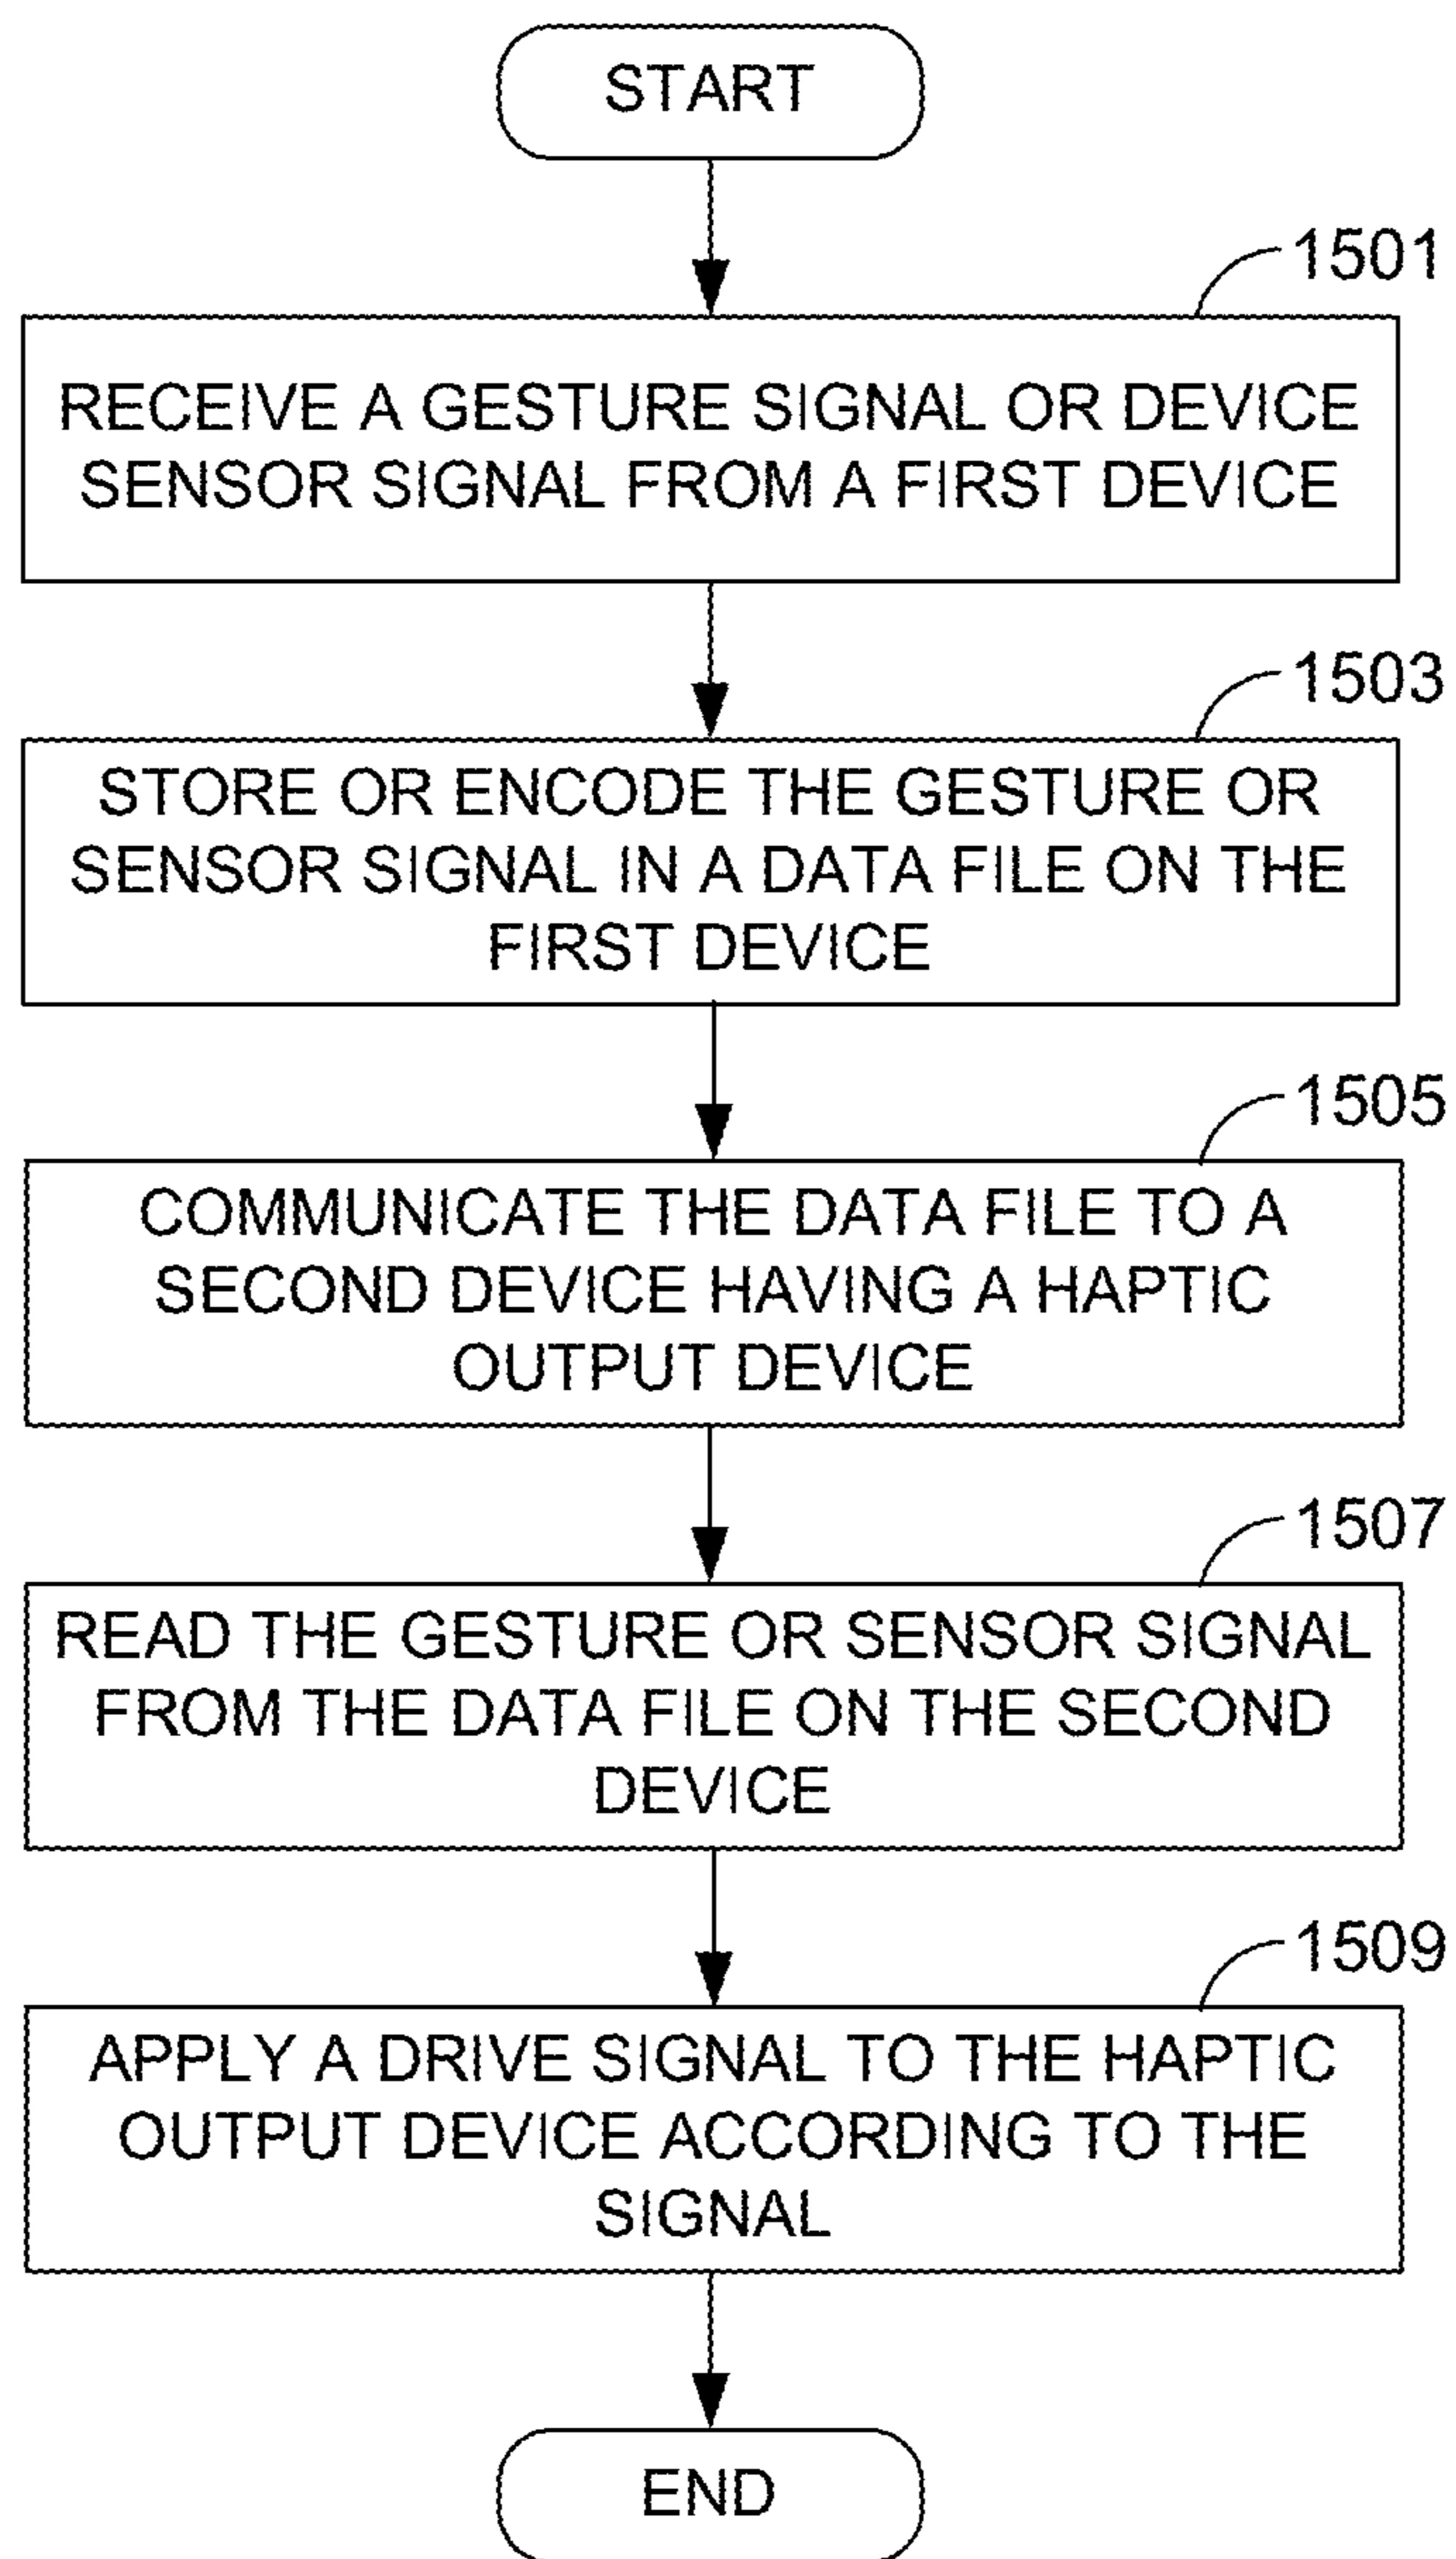 START
1501
RECEIVE A GESTURE SIGNAL OR DEVICE
SENSOR SIGNAL FROM A FIRST DEVICE
1503
STORE OR ENCODE THE GESTURE OR
SENSOR SIGNAL IN A DATA FILE ON THE
FIRST DEVICE
1505
COMMUNICATE THE DATA FILE TO A
SECOND DEVICE HAVING A HAPTIC
OUTPUT DEVICE
1507
READ THE GESTURE OR SENSOR SIGNAL
FROM THE DATA FILE ON THE SECOND
DEVICE
1509
APPLY A DRIVE SIGNAL TO THE HAPTIC
OUTPUT DEVICE ACCORDING TO THE
SIGNAL
END